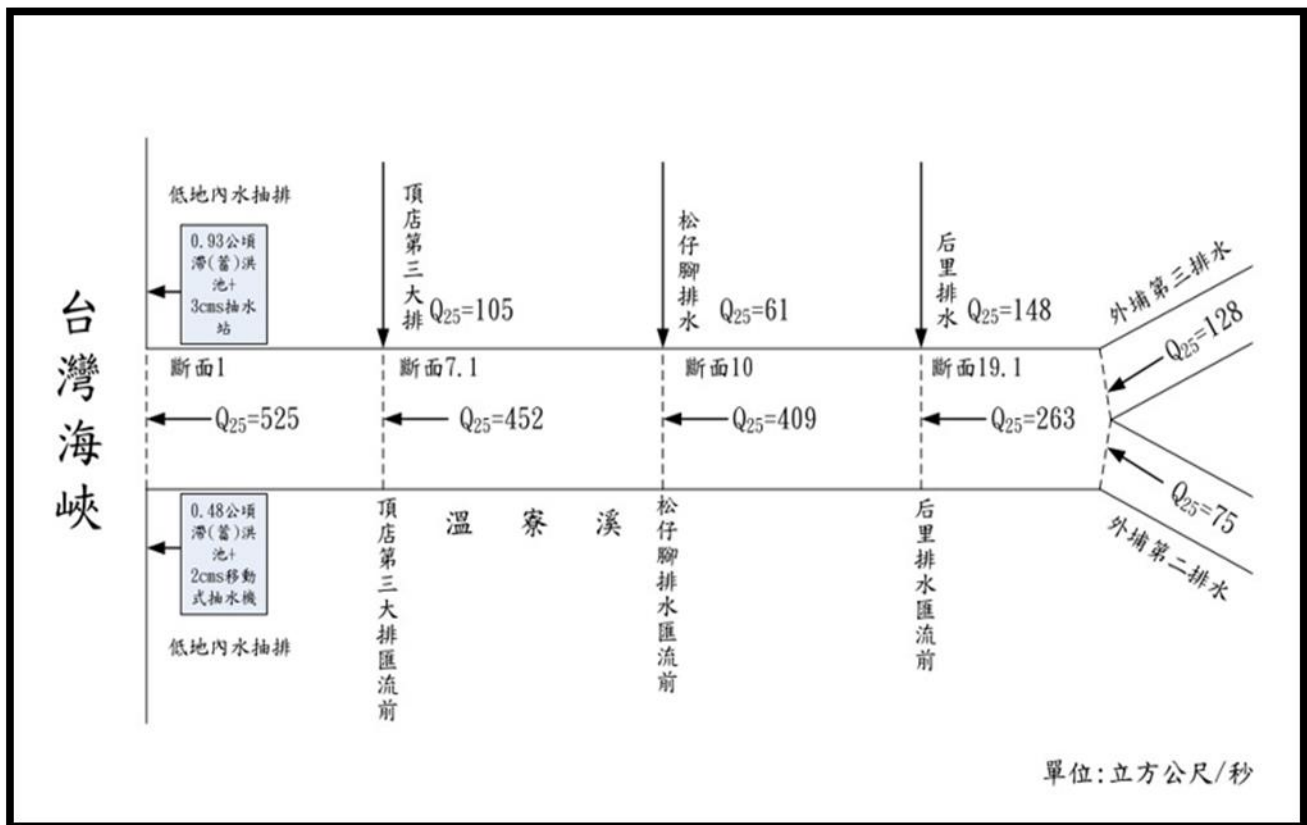 台灣海峽
低地內水抽排
0.93公頃
滯(蓄)洪
池+
3cms抽水
站
頂店第三大排
Q25=105
松仔腳排水
Q25=61
后里排水
Q25=148
外埔第三排水
Q25=128
斷面1
斷面7.1
斷面10
斷面19.1
Q25=525
Q25=452
Q25=409
Q25=263
Q25=75
外埔第二排水
0.48公頃
滯(蓄)洪
池+
2cms移動
式抽水機
低地內水抽排
頂店第三大排匯流前
溫寮溪
松仔腳排水匯流前
后里排水匯流前
單位:立方公尺/秒